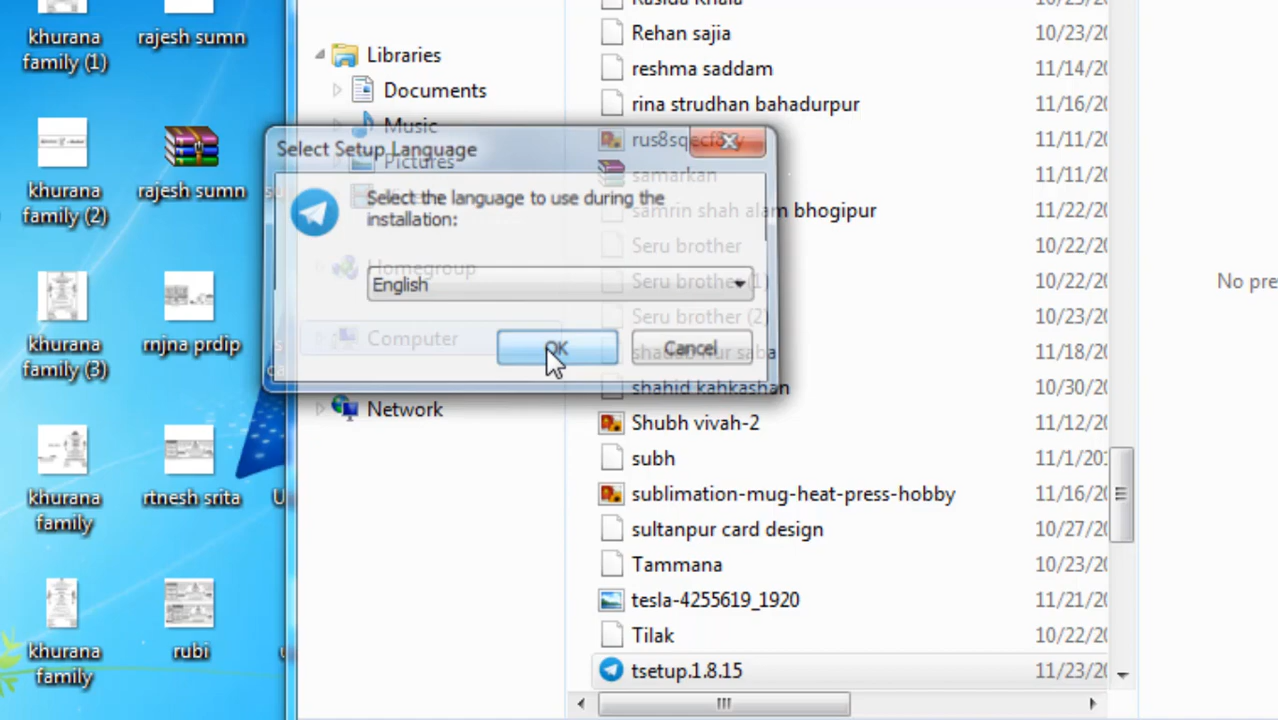 khurana
family (1)
rajesh sumn
khurana
family (2)
rajesh sumn
khurana
family (3)
rnjna prdip
khurana
family
rtnesh srita
khurana
family
rubi
Libraries
Documents
Music
Pictures
Homegroup
Computer
Network
Select Setup Language
Select the language to use during the
installation:
English
OK
Cancel
Rehan sajia
reshma saddam
rina strudhan bahadurpur
samarkan
samrin shah alam bhogipur
Seru brother
Seru brother (1)
Seru brother (2)
shadab nur saba
shahid kahkashan
Shubh vivah-2
subh
sublimation-mug-heat-press-hobby
sultanpur card design
Tammana
tesla-4255619_1920
Tilak
tsetup.1.8.15
10/23/20
11/14/20
11/16/20
11/11/20
11/11/20
11/22/20
10/22/20
10/22/20
10/23/20
11/18/20
10/30/20
11/12/20
11/1/201
11/16/20
10/27/20
10/23/20
11/21/20
10/22/20
11/23/20
No pre